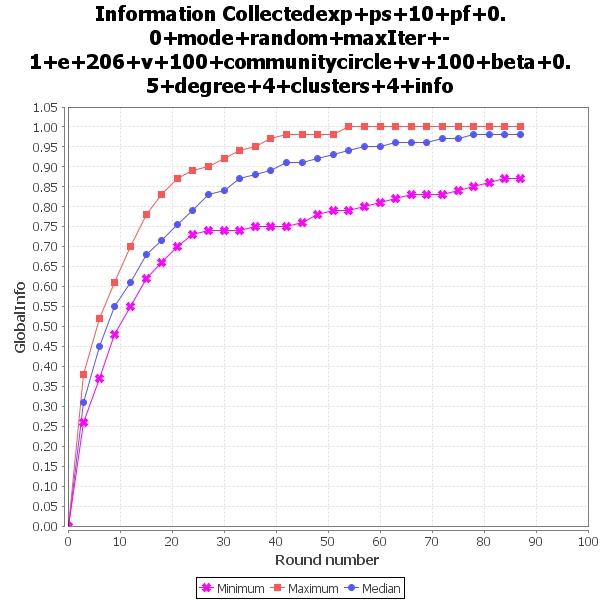 Information Collectedexp+ps+10+pf+0.
0+mode+random+maxIter+-
1+e+206+v+100+communitycircle+v+100+beta+0.
5+degree+4+clusters+4+info
1.05
1.00
0.95
0.90
0.85
0.80
0.75
0.70
0.65
0.60
0.55
0.50
0.45
0.40
0.35
0.30
0.25
0.20
0.15
0.10
0.05
0.00
GlobalInfo
0 10 20 30 40 50 60 70 80 90 100
Round number
Minimum Maximum Median